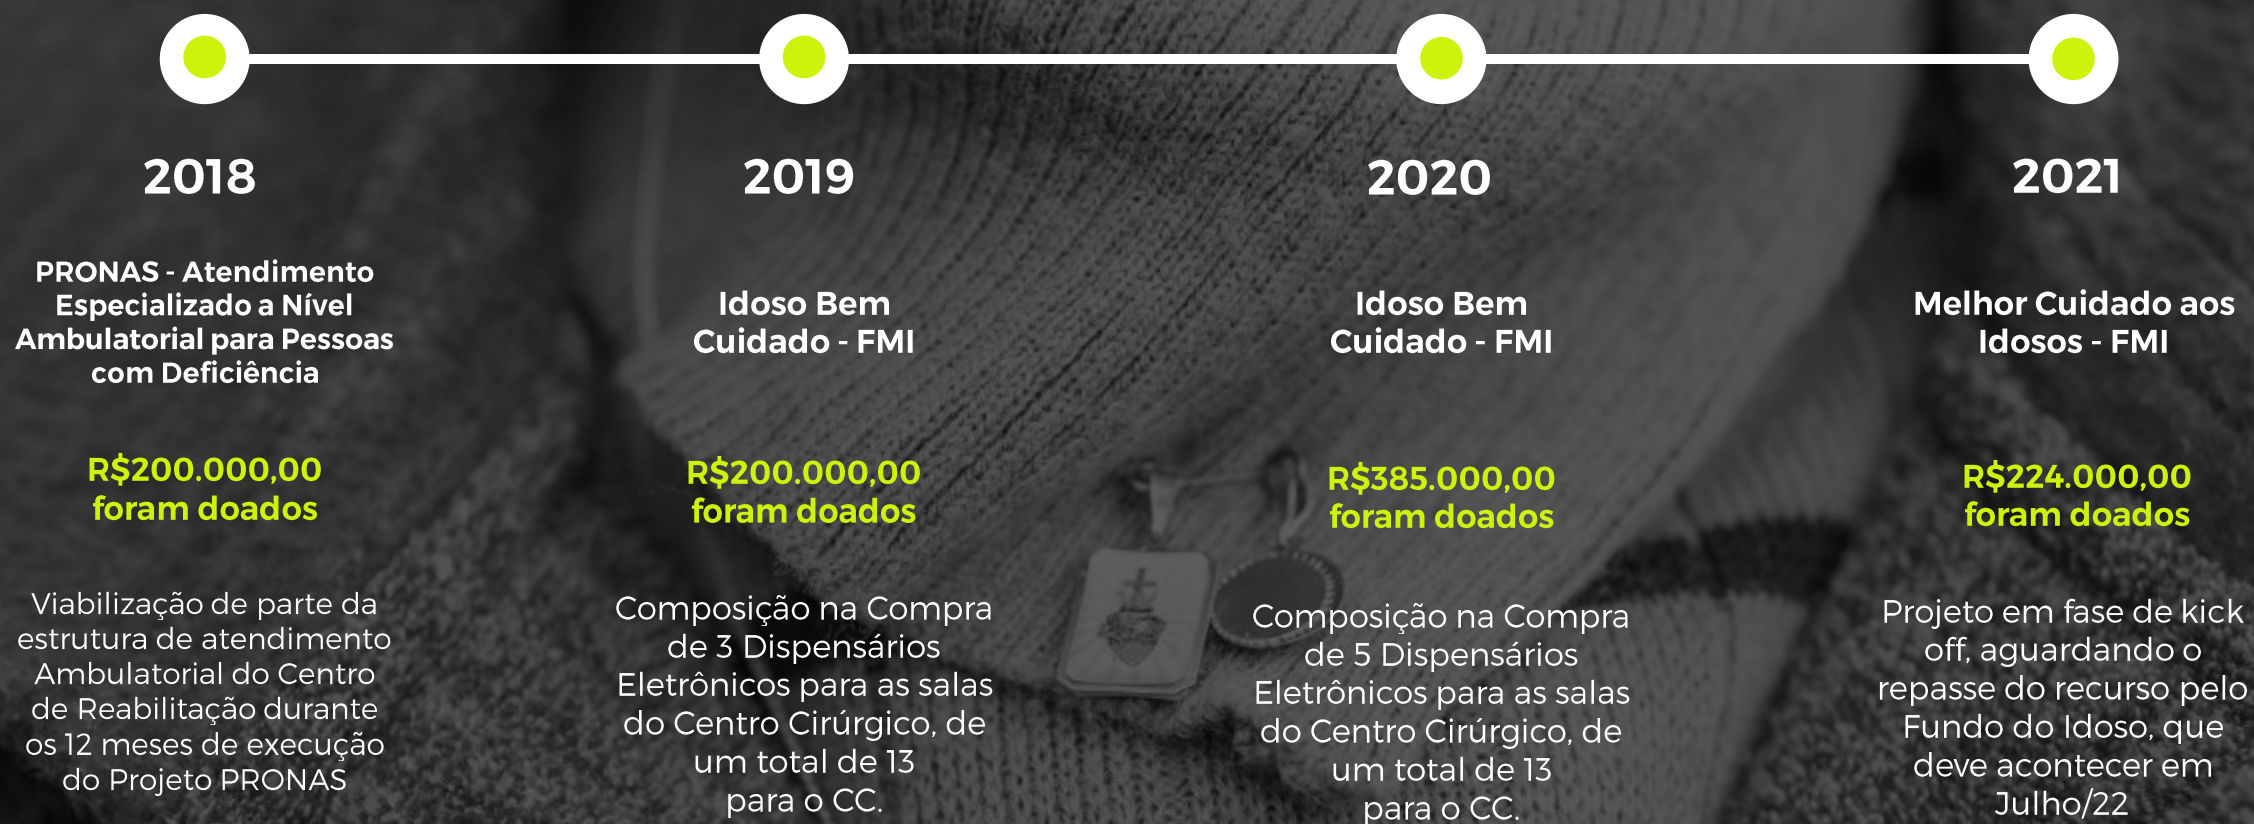 2018
PRONAS - Atendimento
Especializado a Nível
Ambulatorial para Pessoas
com Deficiência
R$200.000,00
foram doados
Viabilização de parte da
estrutura de atendimento
Ambulatorial do Centro
de Reabilitação durante
os 12 meses de execução
do Projeto PRONAS
2019
Idoso Bem
Cuidado - FMI
R$200.000,00
foram doados
Composição na Compra
de 3 Dispensários
Eletrônicos para as salas
do Centro Cirúrgico, de
um total de 13
para o CC.
2020
Idoso Bem
Cuidado - FMI
R$385.000,00
foram doados
Composição na Compra
de 5 Dispensários
Eletrônicos para as salas
do Centro Cirúrgico, de
um total de 13
para o CC.
2021
Melhor Cuidado aos
Idosos - FMI
R$224.000,00
foram doados
Projeto em fase de kick
off, aguardando o
repasse do recurso pelo
Fundo do Idoso, que
deve acontecer em
Julho/22